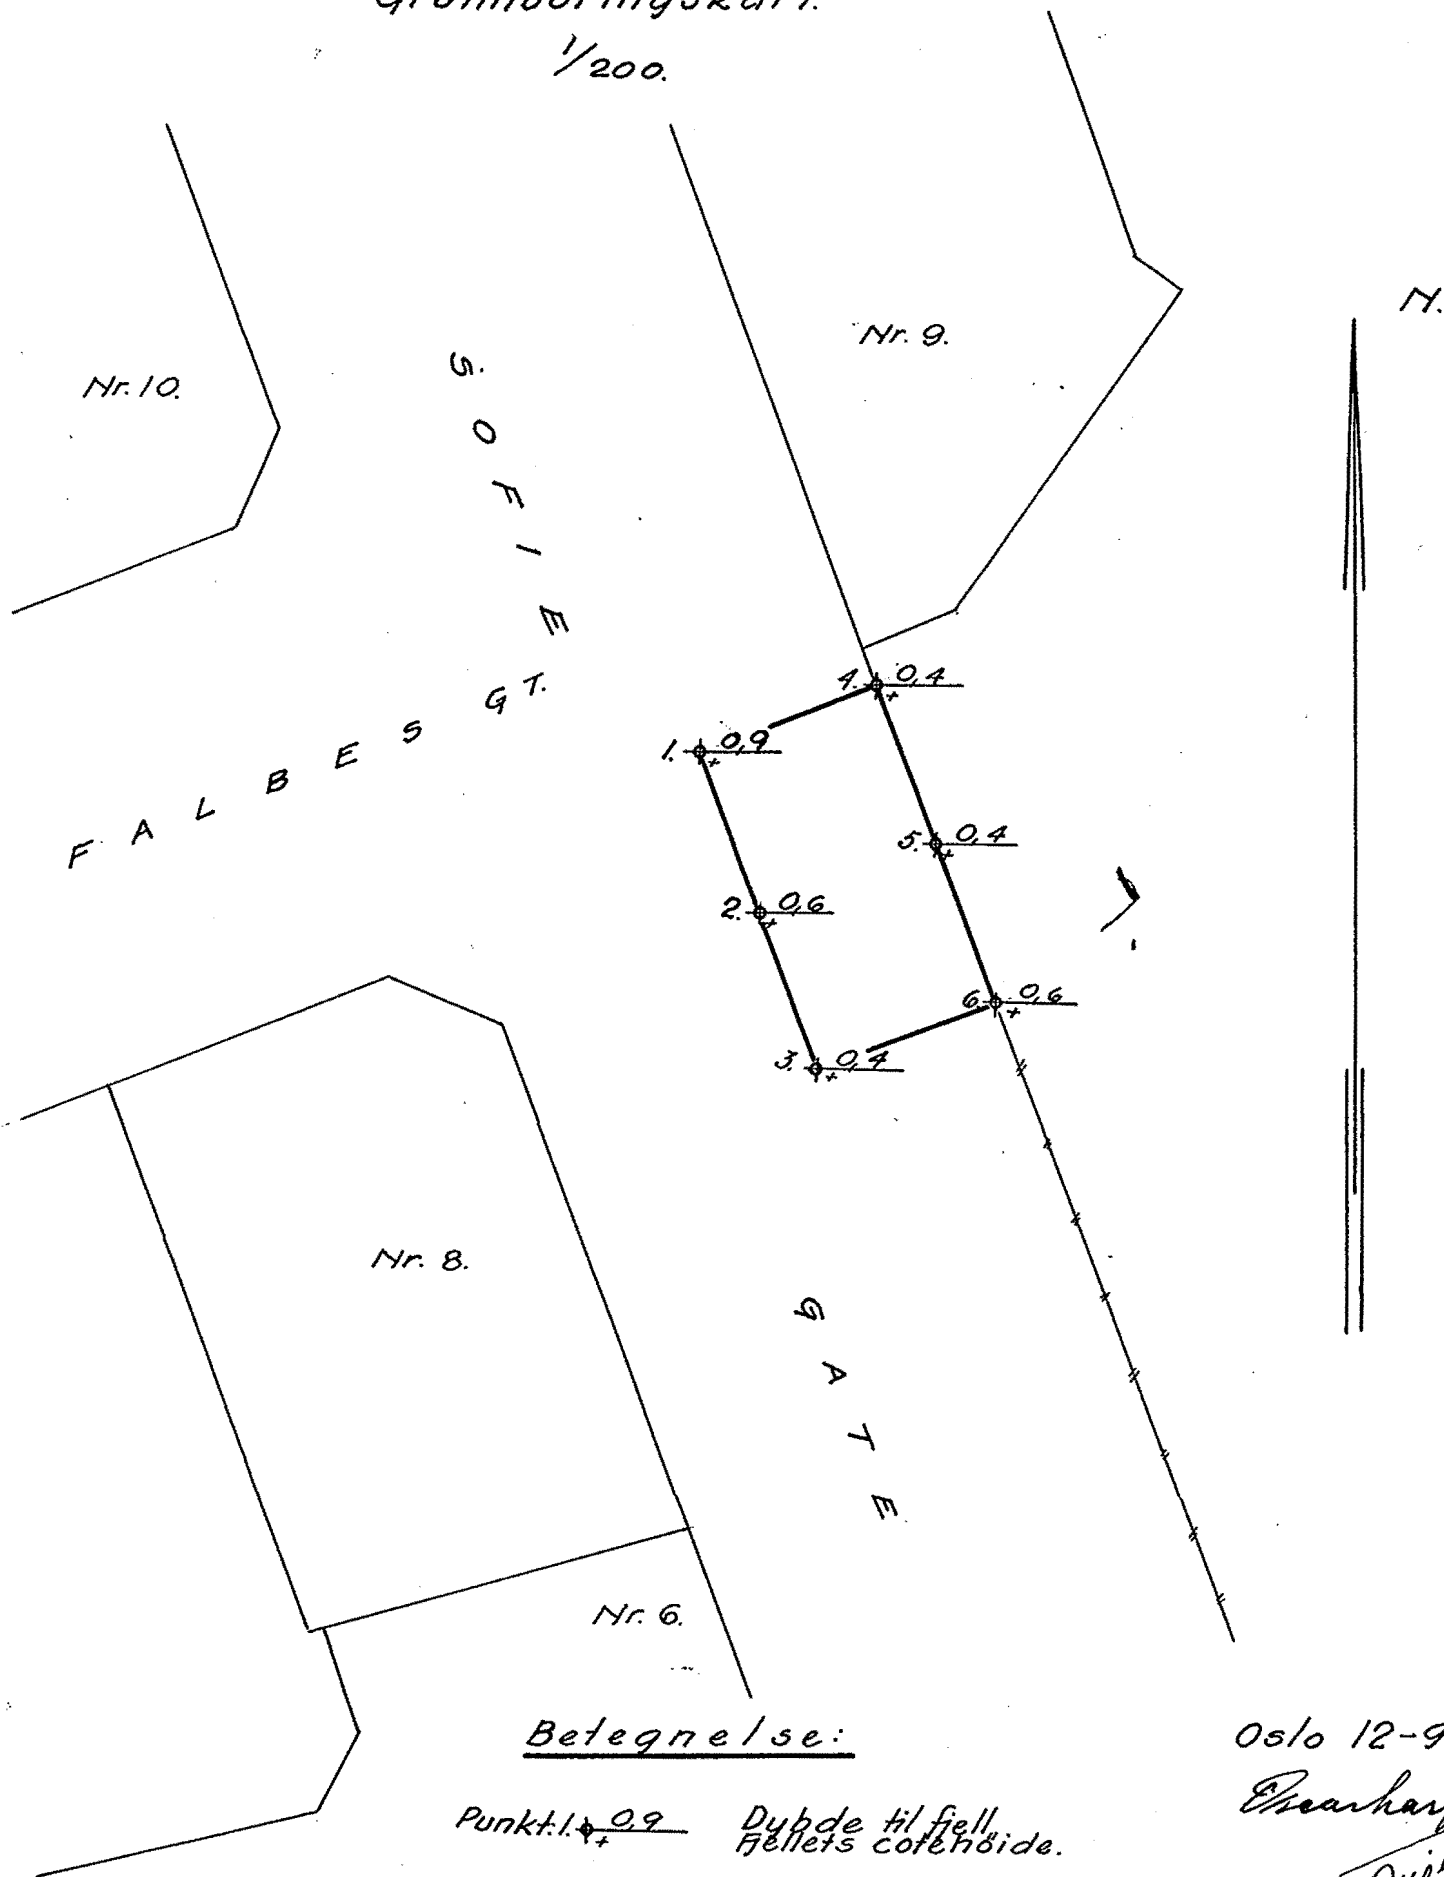 Grunnboringskart.
1/200.
N.
Nr. 9.
Nr. 10.
SOFIE
4. 0,4
FALBES GT.
1. 0,9
5. 0,4
2. 0,6
6. 0,6
3. 0,4
Nr. 8.
GATE
Nr. 6.
Betegnelse:
Oslo 12-9
Punkt.1. 0,9 Dybde til fjell,
+ Fjellets cotehöide.